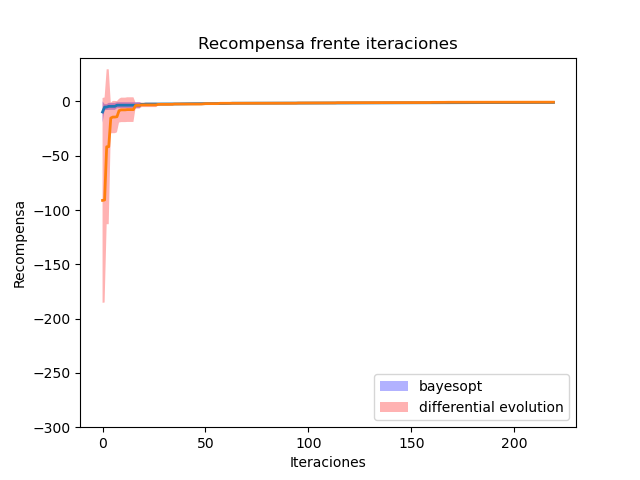 Recompensa frente iteraciones
Recompensa
0
−50
−100
−150
−200
−250
−300
0
50
100
150
200
Iteraciones
bayesopt
differential evolution